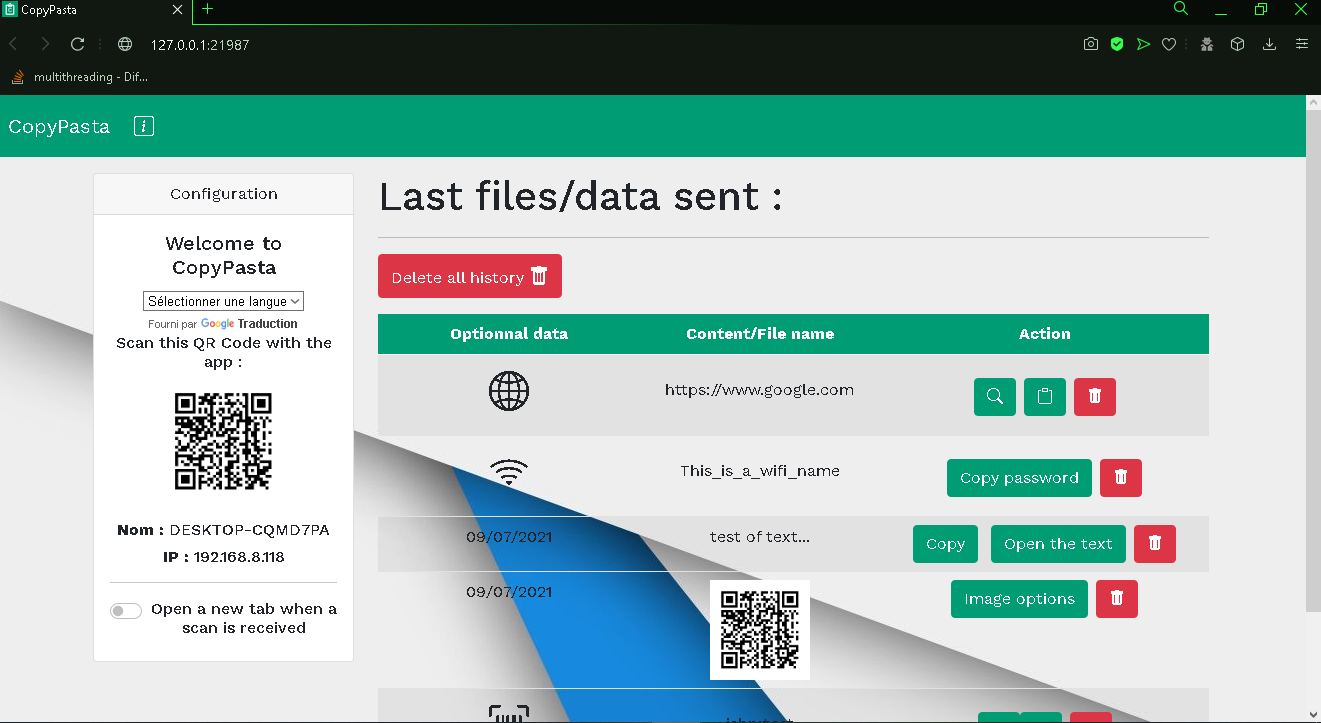 CopyPasta
127.0.0.1:21987
multithreading - Dif...
CopyPasta
Configuration
Welcome to
CopyPasta
Sélectionner une langue
Fourni par Google Traduction
Scan this QR Code with the
app :
Nom : DESKTOP-CQMD7PA
IP : 192.168.8.118
Open a new tab when a
scan is received
Last files/data sent :
Delete all history
Optionnal data Content/File name Action
https://www.google.com
This_is_a_wifi_name Copy password
09/07/2021 test of text... Copy Open the text
09/07/2021 Image options